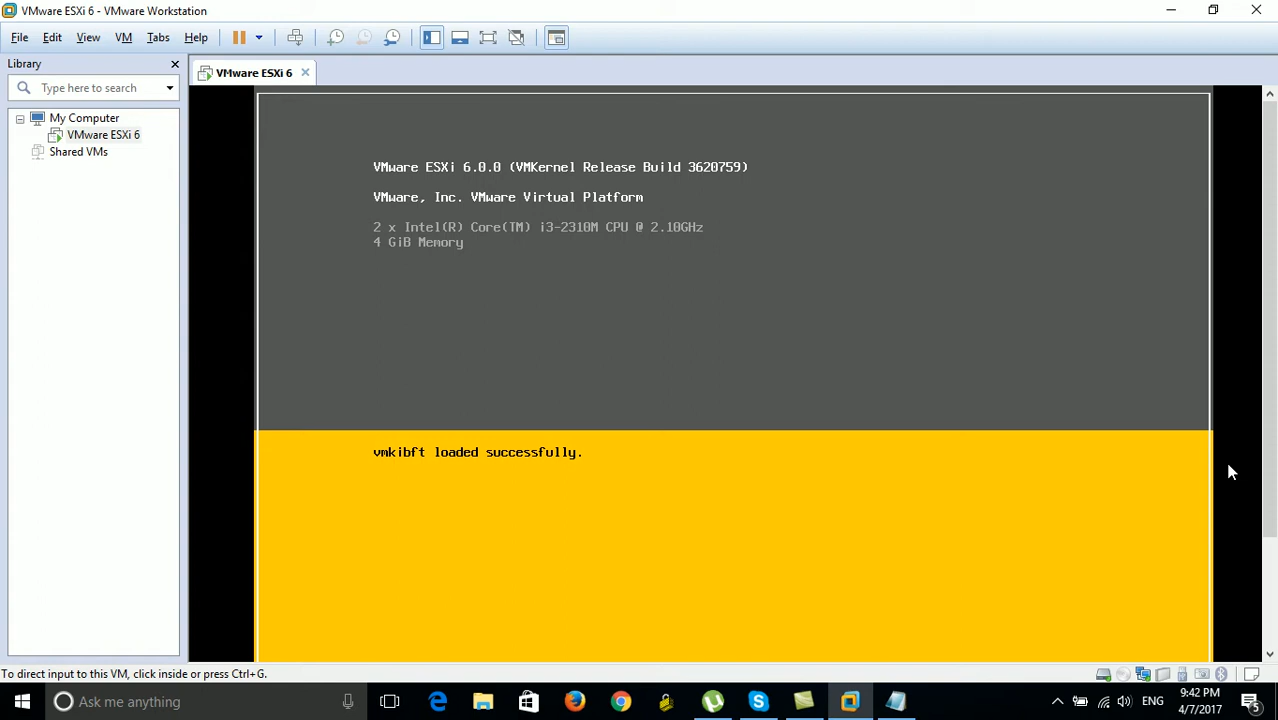 VMware ESXi 6 - VMware Workstation
File Edit View VM Tabs Help
Library
Type here to search
My Computer
VMware ESXi 6
Shared VMs
VMware ESXi 6
VMware ESXi 6.0.0 (VMKernel Release Build 3620759)
VMware, Inc. VMware Virtual Platform
2 x Intel(R) Core(TM) i3-2310M CPU @ 2.10GHz
4 GiB Memory
vmkibft loaded successfully.
To direct input to this VM, click inside or press Ctrl+G.
Ask me anything
ENG
9:42 PM
4/7/2017
5